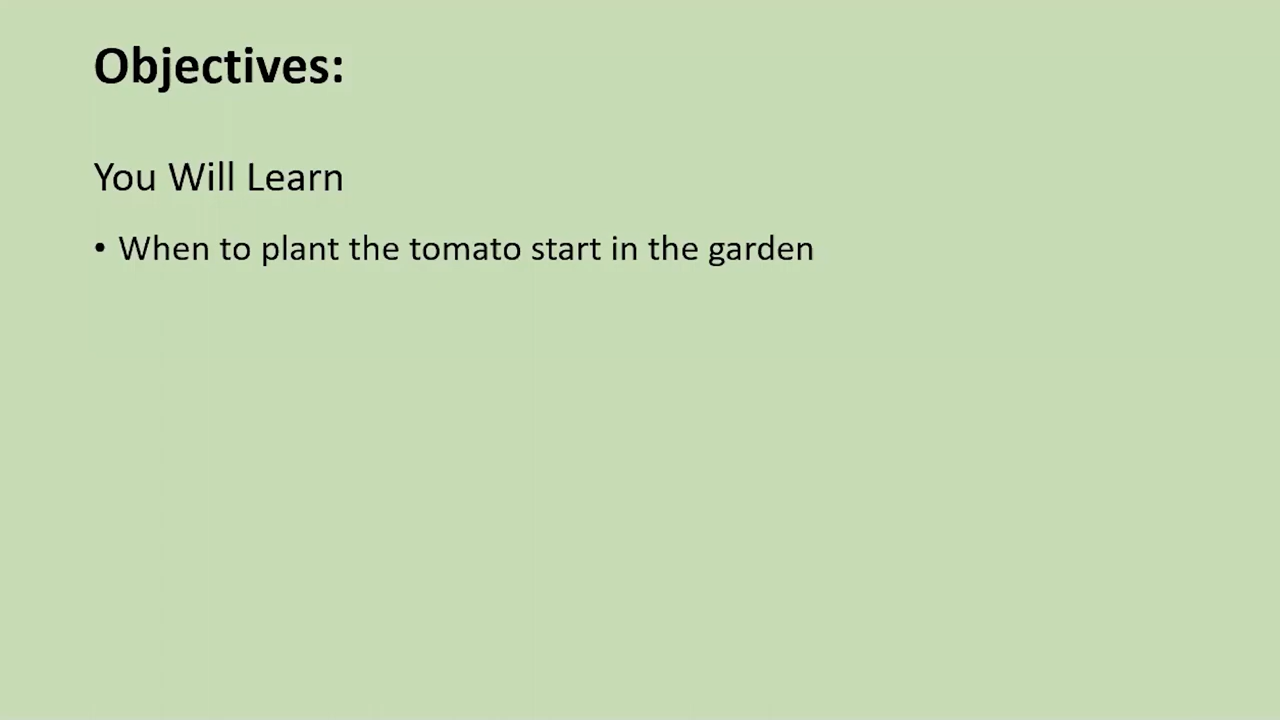 Objectives:
You Will Learn
• When to plant the tomato start in the garden